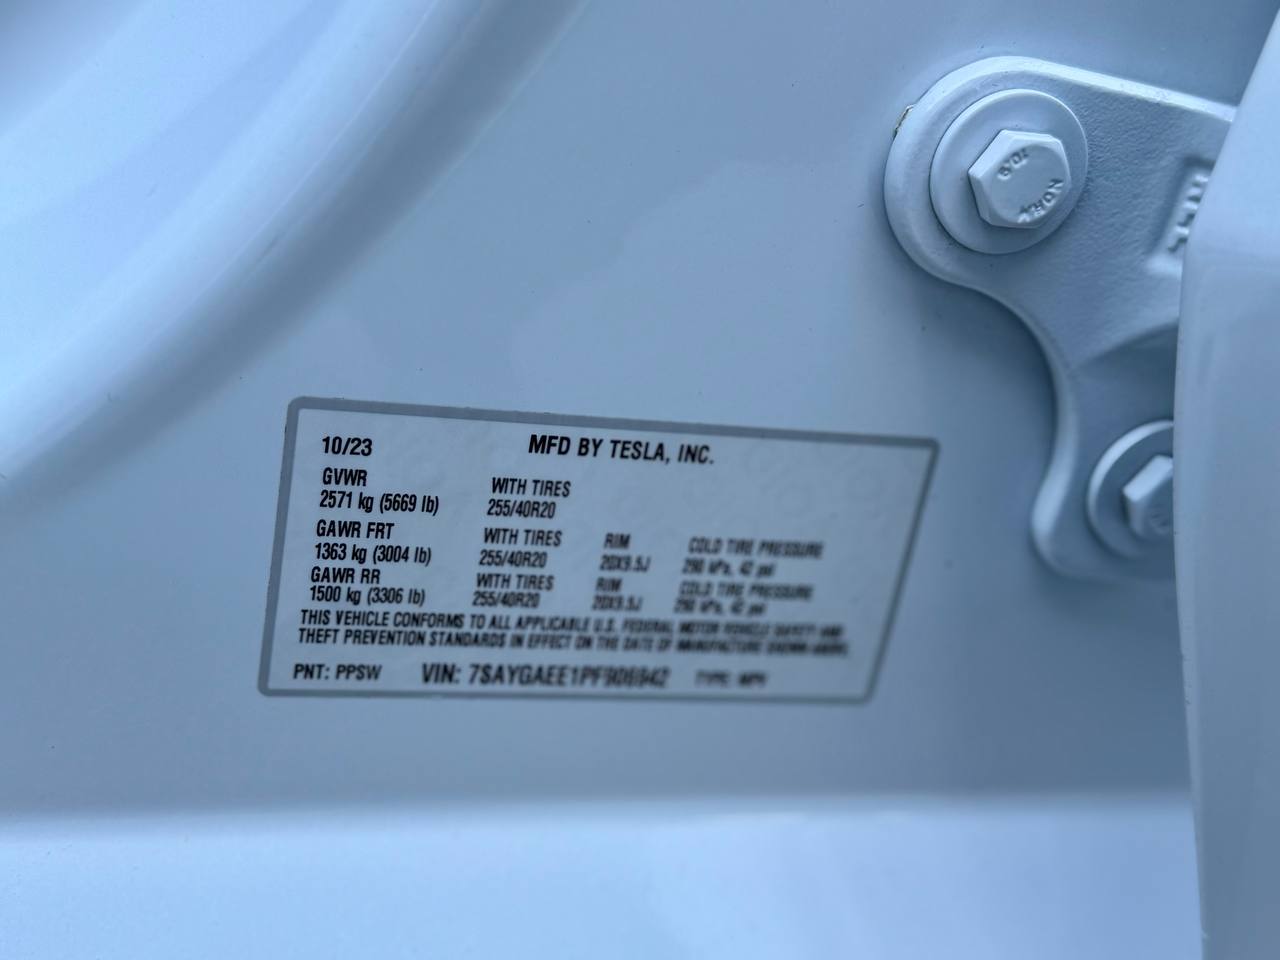 10/23 MFD BY TESLA, INC.
GVWR WITH TIRES
2571 kg (5669 lb) 255/40R20
GAWR FRT WITH TIRES RIM COLD TIRE PRESSURE
1363 kg (3004 lb) 255/40R20 20X9.5J 290 kPa, 42 psi
GAWR RR WITH TIRES RIM COLD TIRE PRESSURE
1500 kg (3306 lb) 255/40R20 20X9.5J 290 kPa, 42 psi
THIS VEHICLE CONFORMS TO ALL APPLICABLE U.S. FEDERAL MOTOR VEHICLE SAFETY AND
THEFT PREVENTION STANDARDS IN EFFECT ON THE DATE OF MANUFACTURE SHOWN ABOVE.
PNT: PPSW VIN: TYPE: MPV
10.9